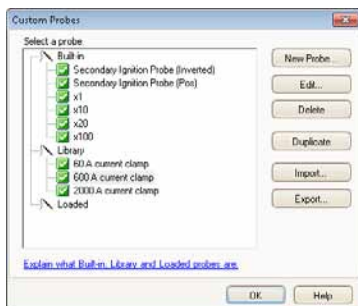 Custom Probes
Select a probe
Built-in
Secondary Ignition Probe (Inverted)
Secondary Ignition Probe (Pos)
x1
x10
x20
x100
Library
60 A current clamp
600 A current clamp
2000 A current clamp
Loaded
New Probe...
Edit...
Delete
Duplicate
Import...
Export...
Explain what Built-in, Library and Loaded probes are.
OK
Help